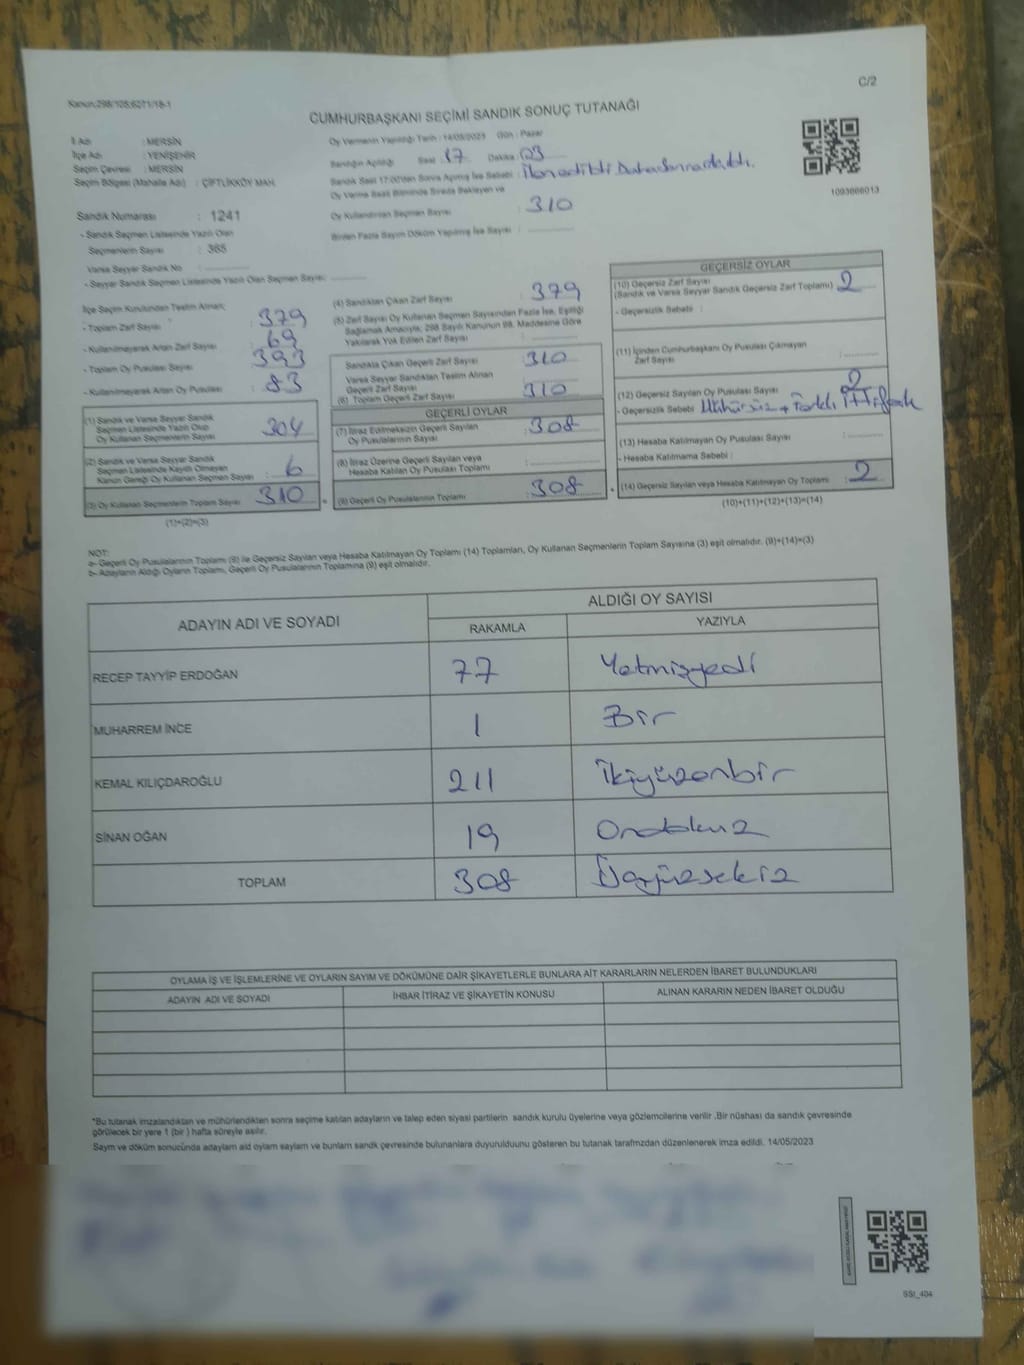 C/2
Kanun:298/105;6271/18-1
CUMHURBAŞKANI SEÇİMİ SANDIK SONUÇ TUTANAĞI
İl Adı : MERSİN
İlçe Adı : YENİŞEHİR
Seçim Çevresi : MERSİN
Seçim Bölgesi (Mahalle Adı) : ÇİFTLİKKÖY MAH.
Sandık Numarası : 1241
- Sandık Seçmen Listesinde Yazılı Olan
Seçmenlerin Sayısı : 365
Varsa Seyyar Sandık No :
- Seyyar Sandık Seçmen Listesinde Yazılı Olan Seçmen Sayısı:
Oy Vermenin Yapıldığı Tarih : 14/05/2023 Gün : Pazar
Sandığın Açıldığı Saat 17 Dakika : 03
Sandık Saat 17:00'den Sonra Açılmış İse Sebebi :
Oy Verme Saati Bitiminde Sırada Bekleyen ve
Oy Kullandırılan Seçmen Sayısı : 310
Birden Fazla Sayım Döküm Yapılmış İse Sayısı :
1093666013
İlçe Seçim Kurulundan Teslim Alınan;
- Toplam Zarf Sayısı : 379
- Kullanılmayarak Artan Zarf Sayısı : 69
- Toplam Oy Pusulası Sayısı : 393
- Kullanılmayarak Artan Oy Pusulası : 83
(1) Sandık ve Varsa Seyyar Sandık
Seçmen Listesinde Yazılı Olup
Oy Kullanan Seçmenlerin Sayısı : 304
(2) Sandık ve Varsa Seyyar Sandık
Seçmen Listesinde Kayıtlı Olmayan
Kanun Gereği Oy Kullanan Seçmen Sayısı : 6
(3) Oy Kullanan Seçmenlerin Toplam Sayısı : 310
(1)+(2)=(3)
(4) Sandıktan Çıkan Zarf Sayısı : 379
(5) Zarf Sayısı Oy Kullanan Seçmen Sayısından Fazla İse, Eşitliği
Sağlamak Amacıyla; 298 Sayılı Kanunun 98. Maddesine Göre
Yakılarak Yok Edilen Zarf Sayısı :
Sandıkta Çıkan Geçerli Zarf Sayısı : 310
Varsa Seyyar Sandıktan Teslim Alınan
Geçerli Zarf Sayısı
(6) Toplam Geçerli Zarf Sayısı : 310
GEÇERLİ OYLAR
(7) İtiraz Edilmeksizin Geçerli Sayılan
Oy Pusulalarının Sayısı : 308
(8) İtiraz Üzerine Geçerli Sayılan veya
Hesaba Katılan Oy Pusulası Toplamı :
(9) Geçerli Oy Pusulalarının Toplamı : 308
GEÇERSİZ OYLAR
(10) Geçersiz Zarf Sayısı : 2
(Sandık ve Varsa Seyyar Sandık Geçersiz Zarf Toplamı)
- Geçersizlik Sebebi :
(11) İçinden Cumhurbaşkanı Oy Pusulası Çıkmayan
Zarf Sayısı :
(12) Geçersiz Sayılan Oy Pusulası Sayısı : 2
- Geçersizlik Sebebi : Mühürsüz + Farklı İttifak
(13) Hesaba Katılmayan Oy Pusulası Sayısı :
- Hesaba Katılmama Sebebi :
(14) Geçersiz Sayılan veya Hesaba Katılmayan Oy Toplamı : 2
(10)+(11)+(12)+(13)=(14)
NOT:
a- Geçerli Oy Pusulalarının Toplamı (9) ile Geçersiz Sayılan veya Hesaba Katılmayan Oy Toplamı (14) Toplamları, Oy Kullanan Seçmenlerin Toplam Sayısına (3) eşit olmalıdır. (9)+(14)=(3)
b- Adayların Aldığı Oyların Toplamı, Geçerli Oy Pusulalarının Toplamına (9) eşit olmalıdır.
ADAYIN ADI VE SOYADI
ALDIĞI OY SAYISI
RAKAMLA YAZIYLA
RECEP TAYYİP ERDOĞAN 77 Yetmişyedi
MUHARREM İNCE 1 Bir
KEMAL KILIÇDAROĞLU 211 İkiyüzonbir
SİNAN OĞAN 19 Ondokuz
TOPLAM 308 Üçyüzsekiz
OYLAMA İŞ VE İŞLEMLERİNE VE OYLARIN SAYIM VE DÖKÜMÜNE DAİR ŞİKAYETLERLE BUNLARA AİT KARARLARIN NELERDEN İBARET BULUNDUKLARI
ADAYIN ADI VE SOYADI İHBAR İTİRAZ VE ŞİKAYETİN KONUSU ALINAN KARARIN NEDEN İBARET OLDUĞU
*Bu tutanak imzalandıktan ve mühürlendikten sonra seçime katılan adayların ve talep eden siyasi partilerin sandık kurulu üyelerine veya gözlemcilerine verilir .Bir nüshası da sandık çevresinde
görülecek bir yere 1 (bir ) hafta süreyle asılır.
Sayım ve döküm sonucunda adayların aid oyların sayıların ve bunların sandık çevresinde bulunanlara duyurulduunu gösteren bu tutanak tarafmzdan düzenlenerek imza edildi. 14/05/2023
SSI_404